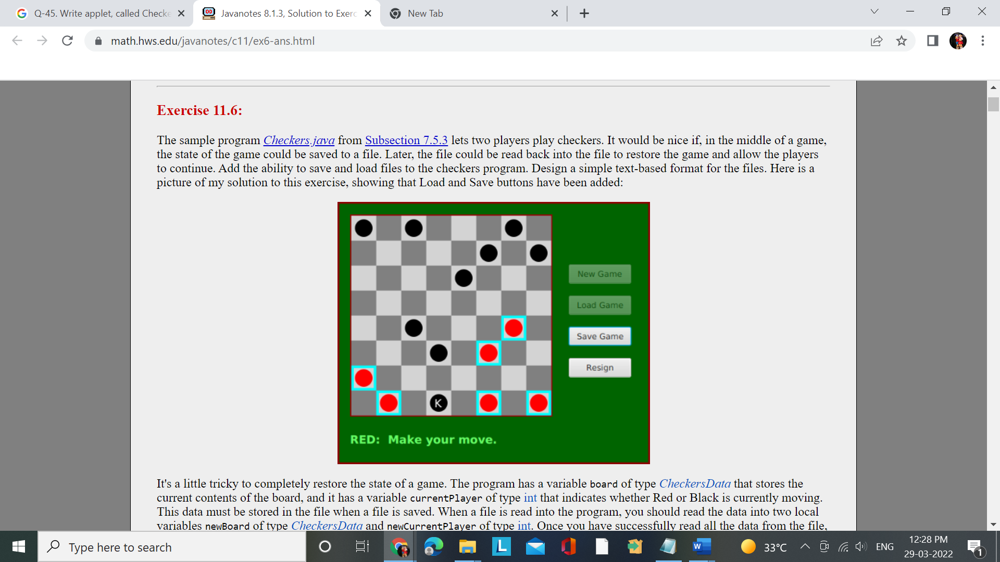 Q-45. Write applet, called Checke
Javanotes 8.1.3, Solution to Exerc
New Tab
math.hws.edu/javanotes/c11/ex6-ans.html
Exercise 11.6:
The sample program Checkers.java from Subsection 7.5.3 lets two players play checkers. It would be nice if, in the middle of a game,
the state of the game could be saved to a file. Later, the file could be read back into the file to restore the game and allow the players
to continue. Add the ability to save and load files to the checkers program. Design a simple text-based format for the files. Here is a
picture of my solution to this exercise, showing that Load and Save buttons have been added:
New Game
Load Game
Save Game
Resign
K
RED: Make your move.
It's a little tricky to completely restore the state of a game. The program has a variable board of type CheckersData that stores the
current contents of the board, and it has a variable currentPlayer of type int that indicates whether Red or Black is currently moving.
This data must be stored in the file when a file is saved. When a file is read into the program, you should read the data into two local
variables newBoard of type CheckersData and newCurrentPlayer of type int. Once you have successfully read all the data from the file,
Type here to search
L
W
33°C
ENG
12:28 PM
29-03-2022
1